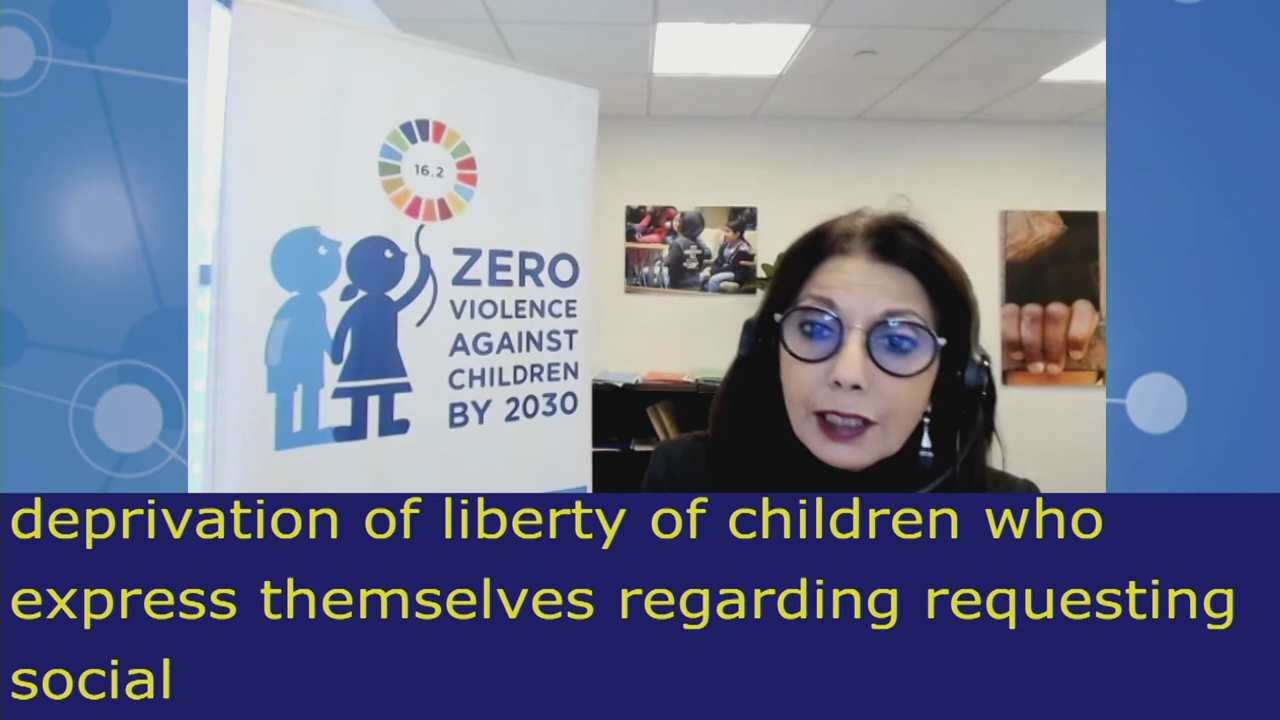 16.2
ZERO
VIOLENCE
AGAINST
CHILDREN
BY 2030
deprivation of liberty of children who
express themselves regarding requesting
social